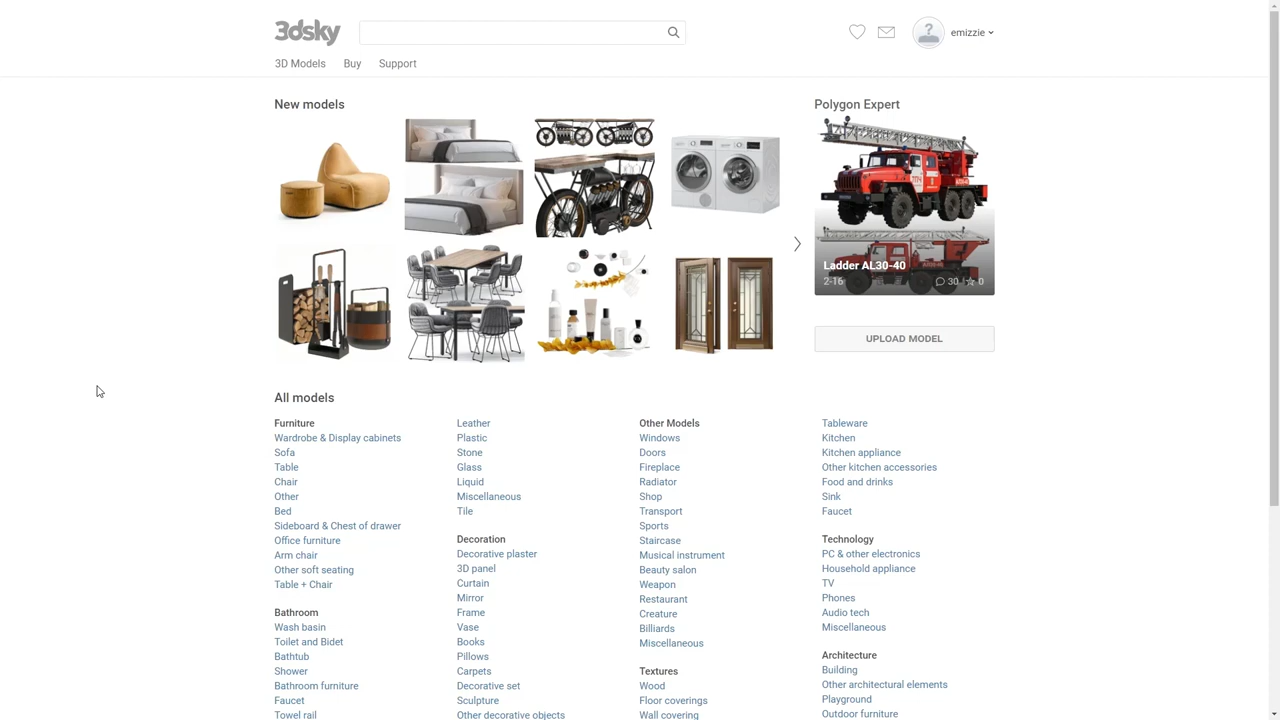 3dsky
emizzie
3D Models
Buy
Support
New models
Polygon Expert
Ladder AL30-40
2-16
30
0
UPLOAD MODEL
All models
Furniture
Wardrobe & Display cabinets
Sofa
Table
Chair
Other
Bed
Sideboard & Chest of drawer
Office furniture
Arm chair
Other soft seating
Table + Chair
Bathroom
Wash basin
Toilet and Bidet
Bathtub
Shower
Bathroom furniture
Faucet
Towel rail
Leather
Plastic
Stone
Glass
Liquid
Miscellaneous
Tile
Decoration
Decorative plaster
3D panel
Curtain
Mirror
Frame
Vase
Books
Pillows
Carpets
Decorative set
Sculpture
Other decorative objects
Other Models
Windows
Doors
Fireplace
Radiator
Shop
Transport
Sports
Staircase
Musical instrument
Beauty salon
Weapon
Restaurant
Creature
Billiards
Miscellaneous
Textures
Wood
Floor coverings
Wall covering
Tableware
Kitchen
Kitchen appliance
Other kitchen accessories
Food and drinks
Sink
Faucet
Technology
PC & other electronics
Household appliance
TV
Phones
Audio tech
Miscellaneous
Architecture
Building
Other architectural elements
Playground
Outdoor furniture